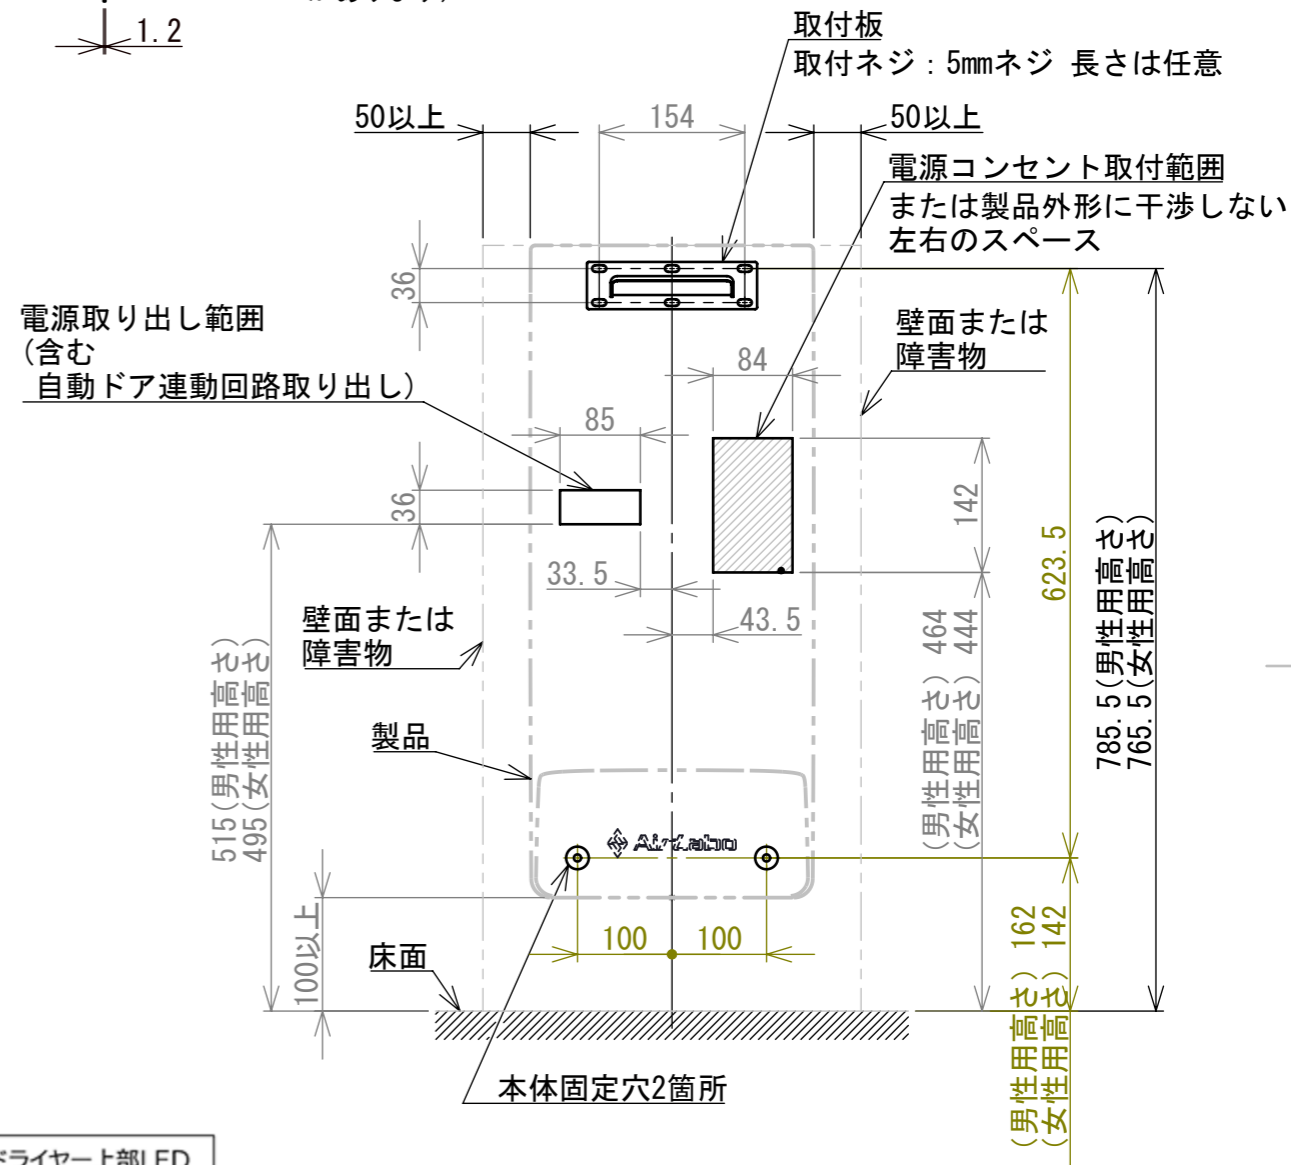 1.2
取付板
取付ネジ：5mmネジ 長さは任意
50以上
154
50以上
電源コンセント取付範囲
または製品外形に干渉しない
左右のスペース
36
電源取り出し範囲
(含む
自動ドア連動回路取り出し)
壁面または
障害物
84
85
36
142
623.5
785.5(男性用高さ)
765.5(女性用高さ)
33.5
43.5
壁面または
障害物
515(男性用高さ)
495(女性用高さ)
(男性用高さ) 464
(女性用高さ) 444
製品
AirLabo
100以上
100
100
床面
(男性用高さ) 162
(女性用高さ) 142
本体固定穴2箇所
ドライヤー上部LED